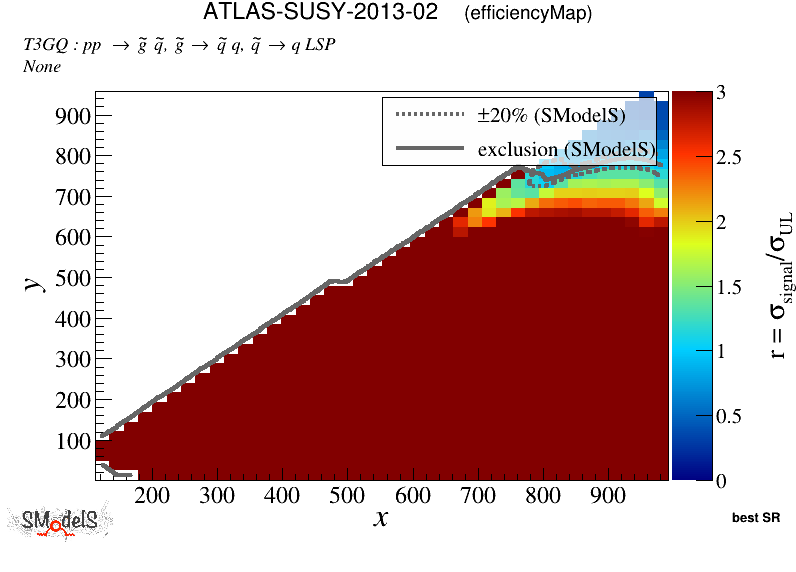 ATLAS-SUSY-2013-02 (efficiencyMap)
T3GQ : pp → g̃ q̃, g̃ → q̃ q, q̃ → q LSP
None
±20% (SModelS)
exclusion (SModelS)
900
800
700
600
500
400
300
200
100
y
200 300 400 500 600 700 800 900
x
3
2.5
2
1.5
1
0.5
0
r = σsignal/σUL
SModelS
best SR